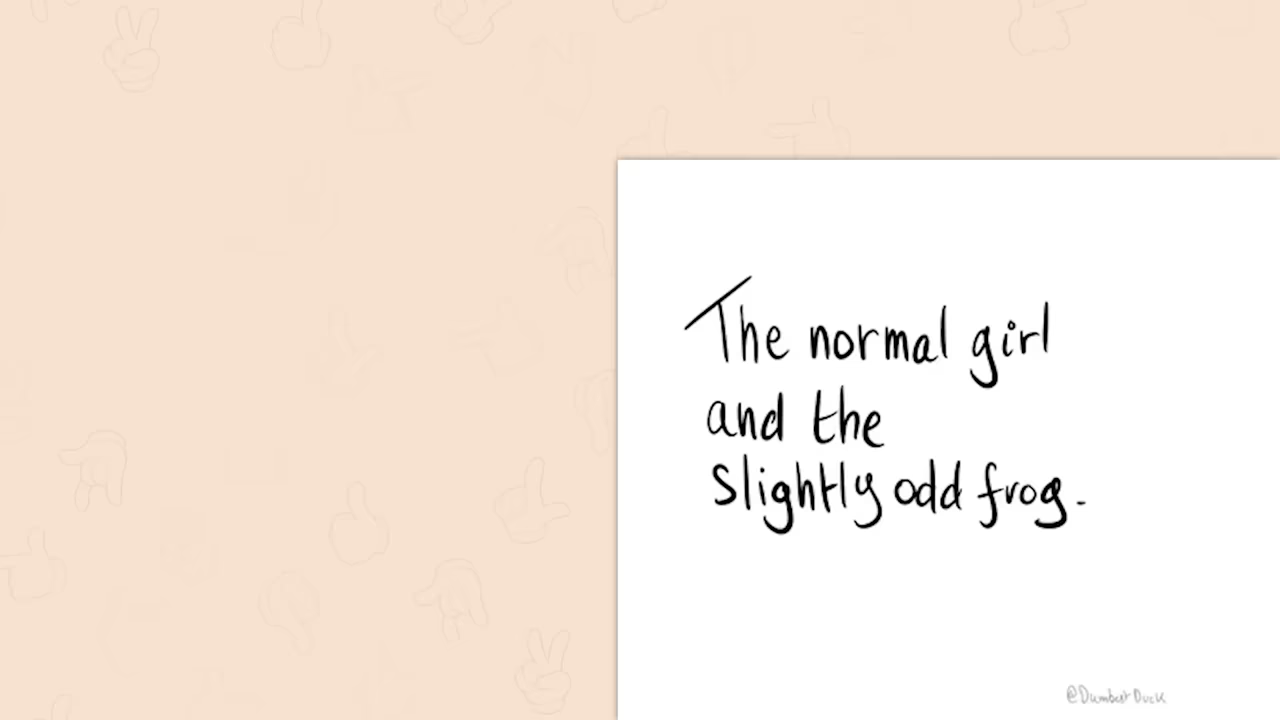 The normal girl
and the
slightly odd frog.
@DumbestDuck